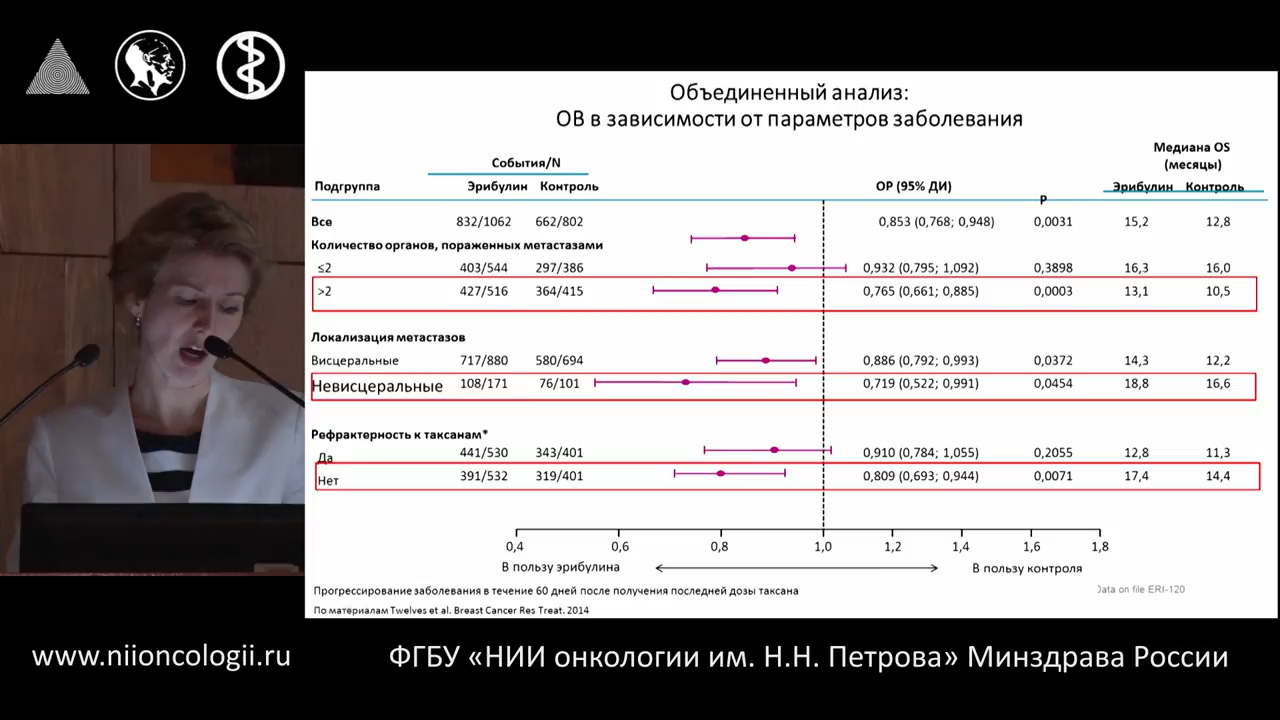 Объединенный анализ:
ОВ в зависимости от параметров заболевания
Медиана OS
(месяцы)
События/N
Подгруппа Эрибулин Контроль ОР (95% ДИ) P Эрибулин Контроль
Все 832/1062 662/802 0,853 (0,768; 0,948) 0,0031 15,2 12,8
Количество органов, пораженных метастазами
≤2 403/544 297/386 0,932 (0,795; 1,092) 0,3898 16,3 16,0
>2 427/516 364/415 0,765 (0,661; 0,885) 0,0003 13,1 10,5
Локализация метастазов
Висцеральные 717/880 580/694 0,886 (0,792; 0,993) 0,0372 14,3 12,2
Невисцеральные 108/171 76/101 0,719 (0,522; 0,991) 0,0454 18,8 16,6
Рефрактерность к таксанам*
Да 441/530 343/401 0,910 (0,784; 1,055) 0,2055 12,8 11,3
Нет 391/532 319/401 0,809 (0,693; 0,944) 0,0071 17,4 14,4
0,4 0,6 0,8 1,0 1,2 1,4 1,6 1,8
В пользу эрибулина В пользу контроля
Прогрессирование заболевания в течение 60 дней после получения последней дозы таксана
Data on file ERI-120
По материалам Twelves et al. Breast Cancer Res Treat. 2014
www.niioncologii.ru ФГБУ «НИИ онкологии им. Н.Н. Петрова» Минздрава России